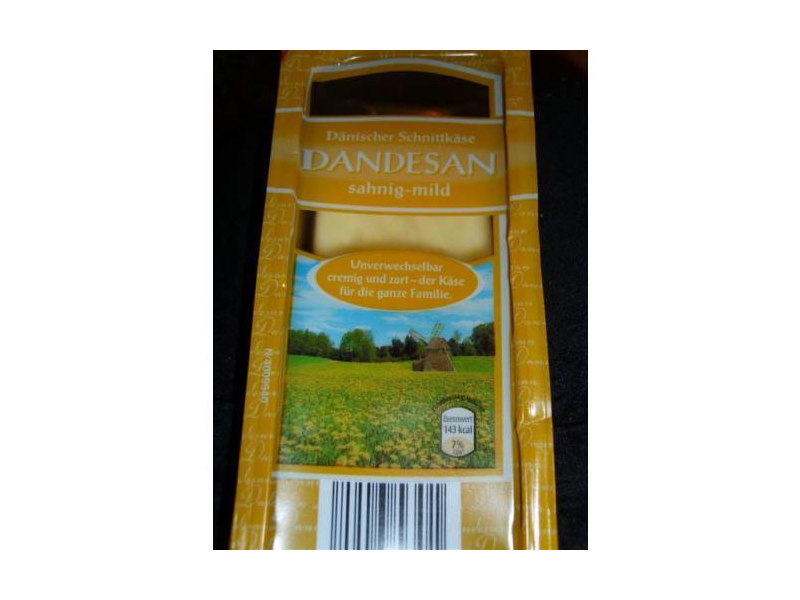 Dänischer Schnittkäse
DANDESAN
sahnig-mild
Unverwechselbar
cremig und zart – der Käse
für die ganze Familie.
Brennwert
143 kcal
7%